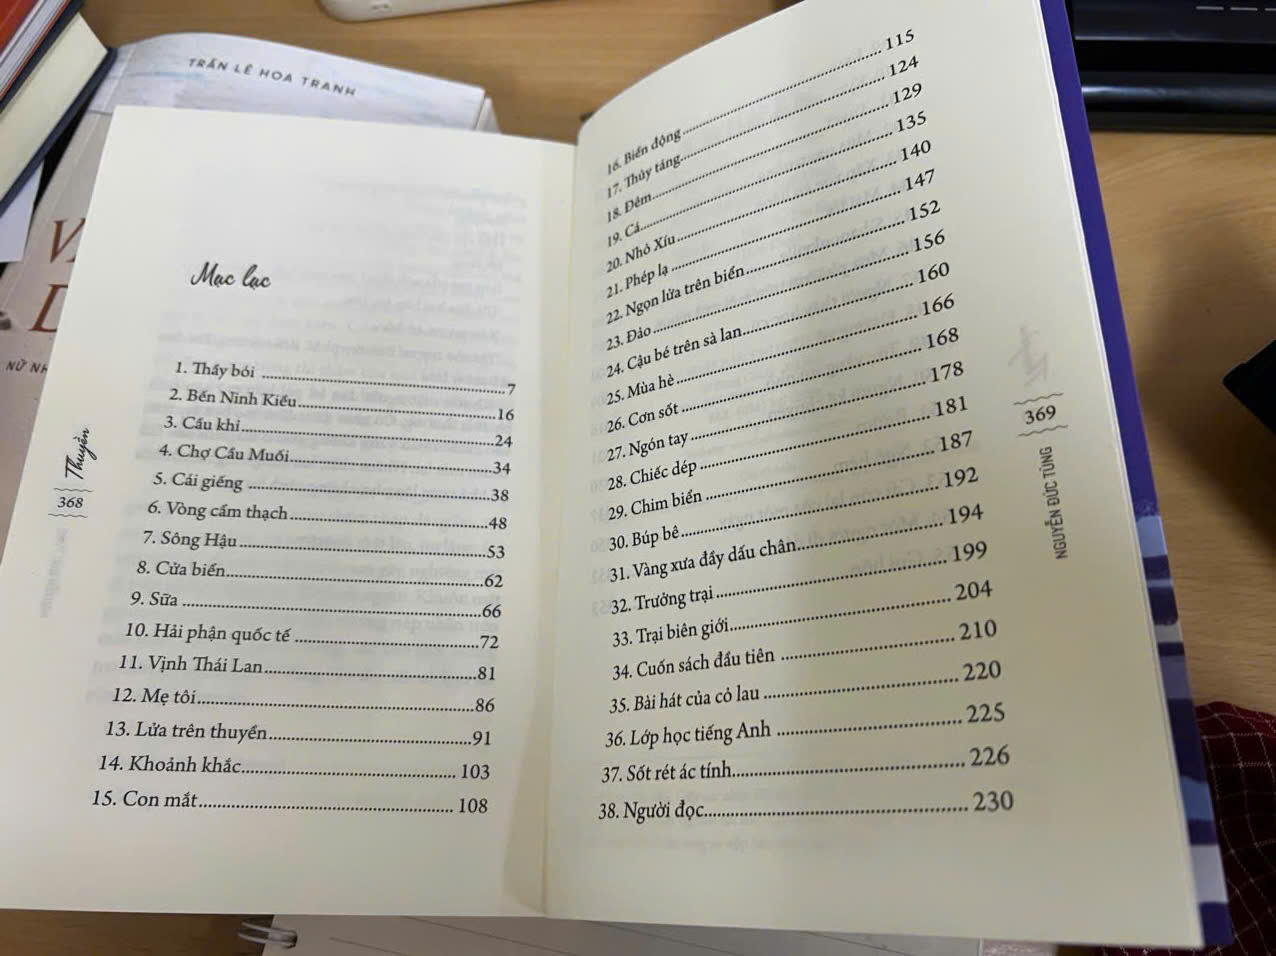 TRẦN LÊ HOA TRANH
NỮ NH
Mục lục
1. Thầy bói ........ 7
2. Bến Ninh Kiều ........ 16
3. Cầu khỉ ........ 24
4. Chợ Cầu Muối ........ 34
5. Cái giếng ........ 38
6. Vòng cẩm thạch ........ 48
7. Sông Hậu ........ 53
8. Cửa biển ........ 62
9. Sữa ........ 66
10. Hải phận quốc tế ........ 72
11. Vịnh Thái Lan ........ 81
12. Mẹ tôi ........ 86
13. Lửa trên thuyền ........ 91
14. Khoảnh khắc ........ 103
15. Con mắt ........ 108
Thuyền
368
16. Biển động ........ 115
17. Thủy táng ........ 124
18. Đêm ........ 129
19. Cá ........ 135
20. Nhỏ Xíu ........ 140
21. Phép lạ ........ 147
22. Ngọn lửa trên biển ........ 152
23. Đảo ........ 156
24. Cậu bé trên sà lan ........ 160
25. Mùa hè ........ 166
26. Cơn sốt ........ 168
27. Ngón tay ........ 178
28. Chiếc dép ........ 181
29. Chim biển ........ 187
30. Búp bê ........ 192
31. Vàng xưa đầy dấu chân ........ 194
32. Trưởng trại ........ 199
33. Trại biên giới ........ 204
34. Cuốn sách đầu tiên ........ 210
35. Bài hát của cỏ lau ........ 220
36. Lớp học tiếng Anh ........ 225
37. Sốt rét ác tính ........ 226
38. Người đọc ........ 230
369
NGUYỄN ĐỨC TÙNG